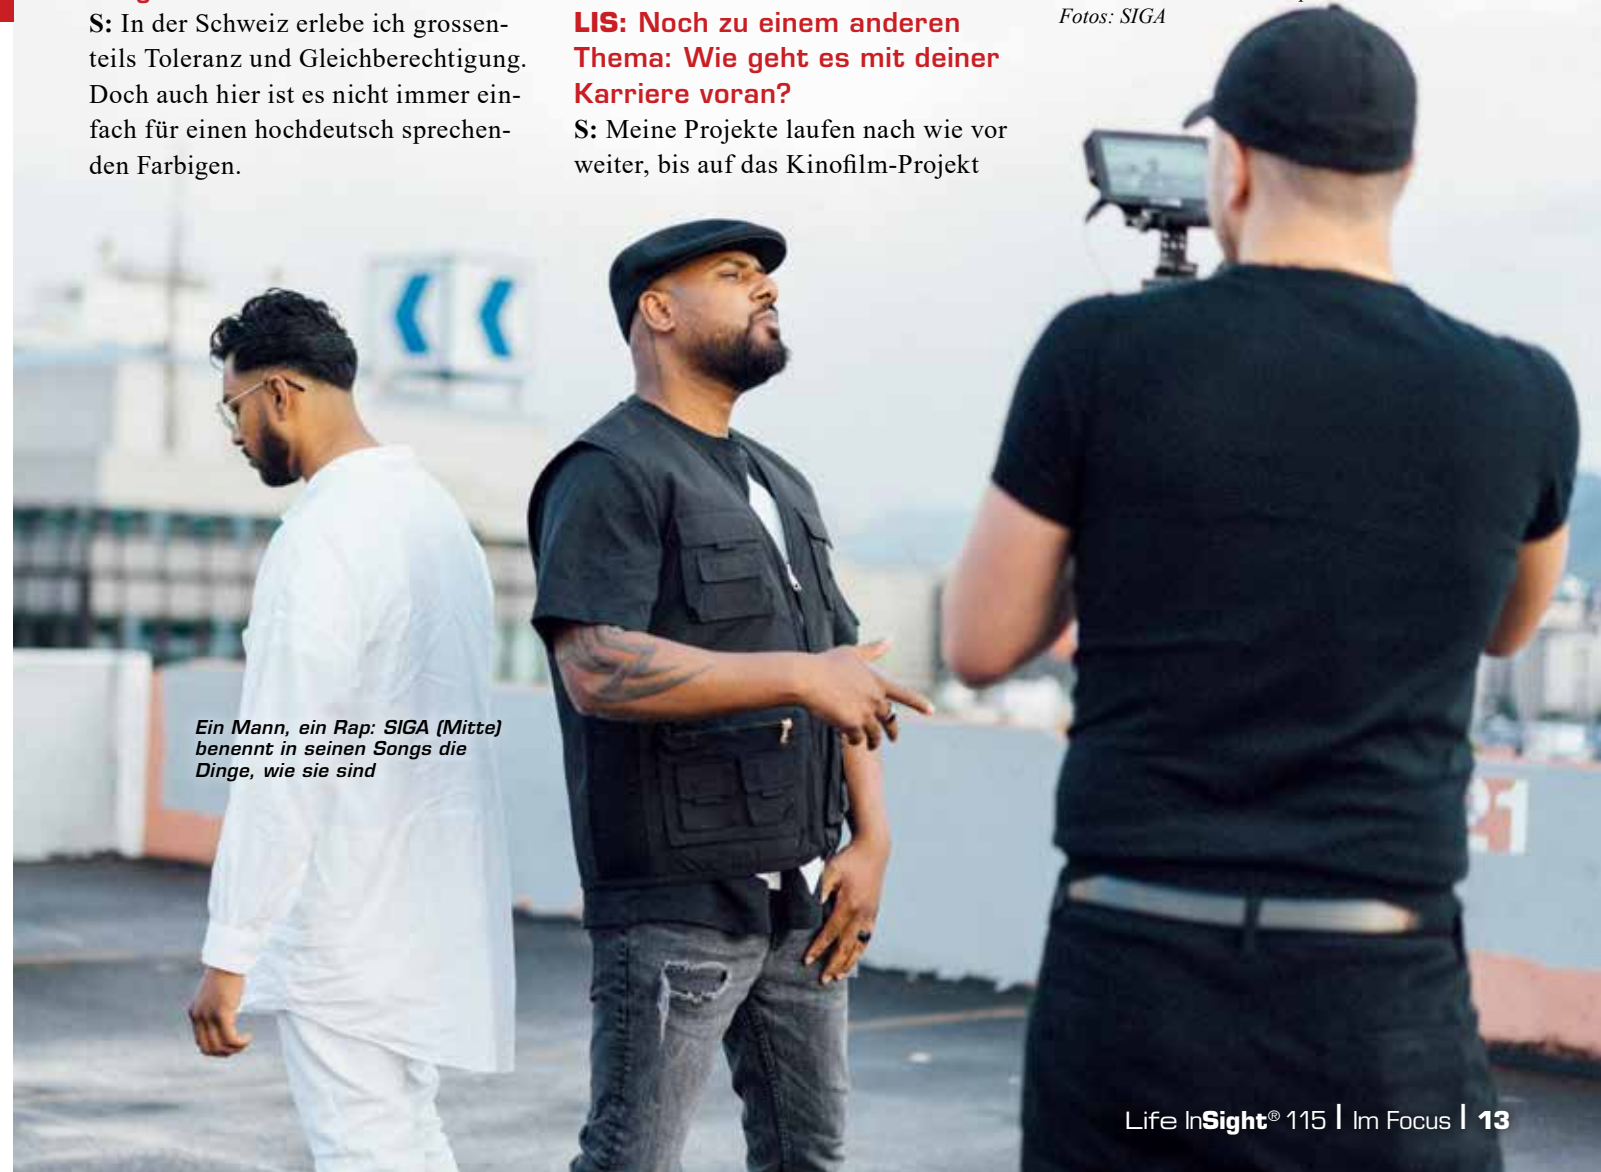 S: In der Schweiz erlebe ich grossen-
teils Toleranz und Gleichberechtigung.
Doch auch hier ist es nicht immer ein-
fach für einen hochdeutsch sprechen-
den Farbigen.
LIS: Noch zu einem anderen
Thema: Wie geht es mit deiner
Karriere voran?
S: Meine Projekte laufen nach wie vor
weiter, bis auf das Kinofilm-Projekt
Fotos: SIGA
Ein Mann, ein Rap: SIGA (Mitte)
benennt in seinen Songs die
Dinge, wie sie sind
21
Life InSight® 115 | Im Focus | 13